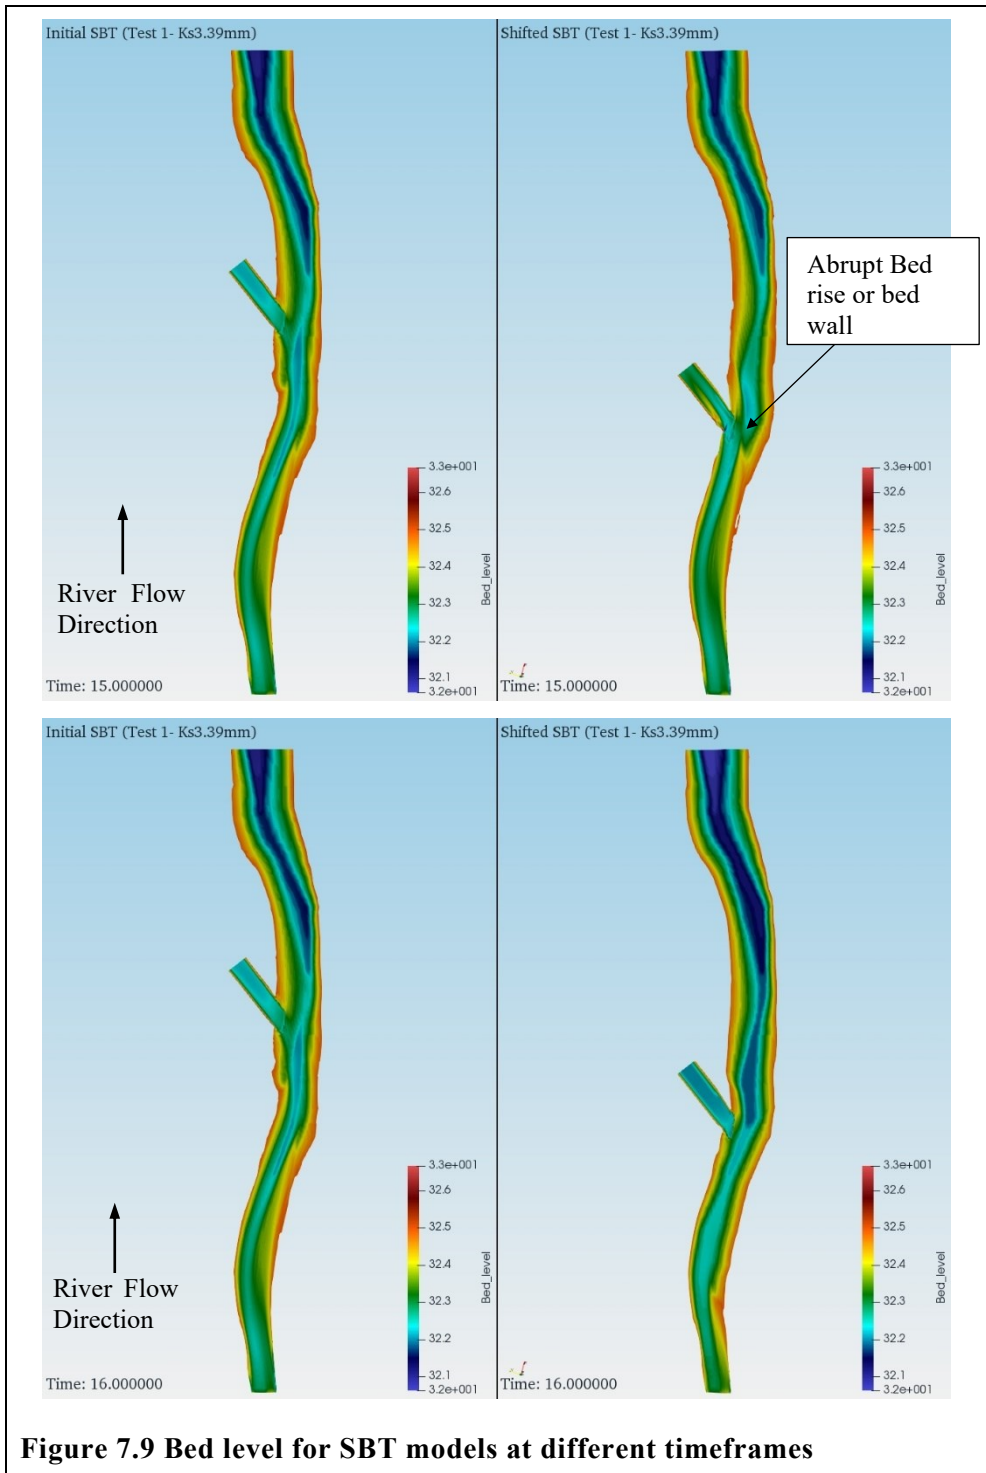 Initial SBT (Test 1- Ks3.39mm)
Shifted SBT (Test 1- Ks3.39mm)
Abrupt Bed
rise or bed
wall
River Flow
Direction
3.3e+001
32.6
32.5
32.4
32.3
32.2
32.1
3.2e+001
Bed_level
3.3e+001
32.6
32.5
32.4
32.3
32.2
32.1
3.2e+001
Bed_level
Time: 15.000000
Time: 15.000000
Initial SBT (Test 1- Ks3.39mm)
Shifted SBT (Test 1- Ks3.39mm)
River Flow
Direction
3.3e+001
32.6
32.5
32.4
32.3
32.2
32.1
3.2e+001
Bed_level
3.3e+001
32.6
32.5
32.4
32.3
32.2
32.1
3.2e+001
Bed_level
Time: 16.000000
Time: 16.000000
Figure 7.9 Bed level for SBT models at different timeframes